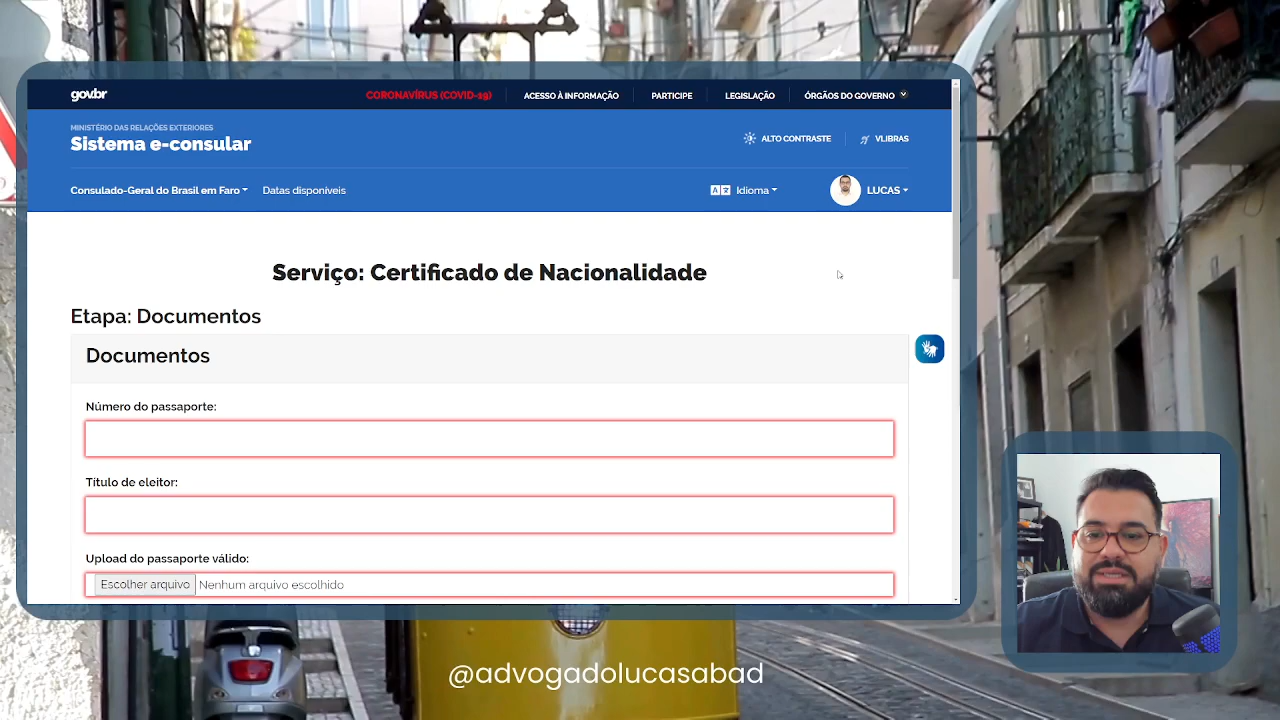 gov.br
CORONAVÍRUS (COVID-19)
ACESSO À INFORMAÇÃO
PARTICIPE
LEGISLAÇÃO
ÓRGÃOS DO GOVERNO
MINISTÉRIO DAS RELAÇÕES EXTERIORES
Sistema e-consular
ALTO CONTRASTE
VLIBRAS
Consulado-Geral do Brasil em Faro
Datas disponíveis
Idioma
LUCAS
Serviço: Certificado de Nacionalidade
Etapa: Documentos
Documentos
Número do passaporte:
Título de eleitor:
Upload do passaporte válido:
Escolher arquivo Nenhum arquivo escolhido
@advogadolucasabad